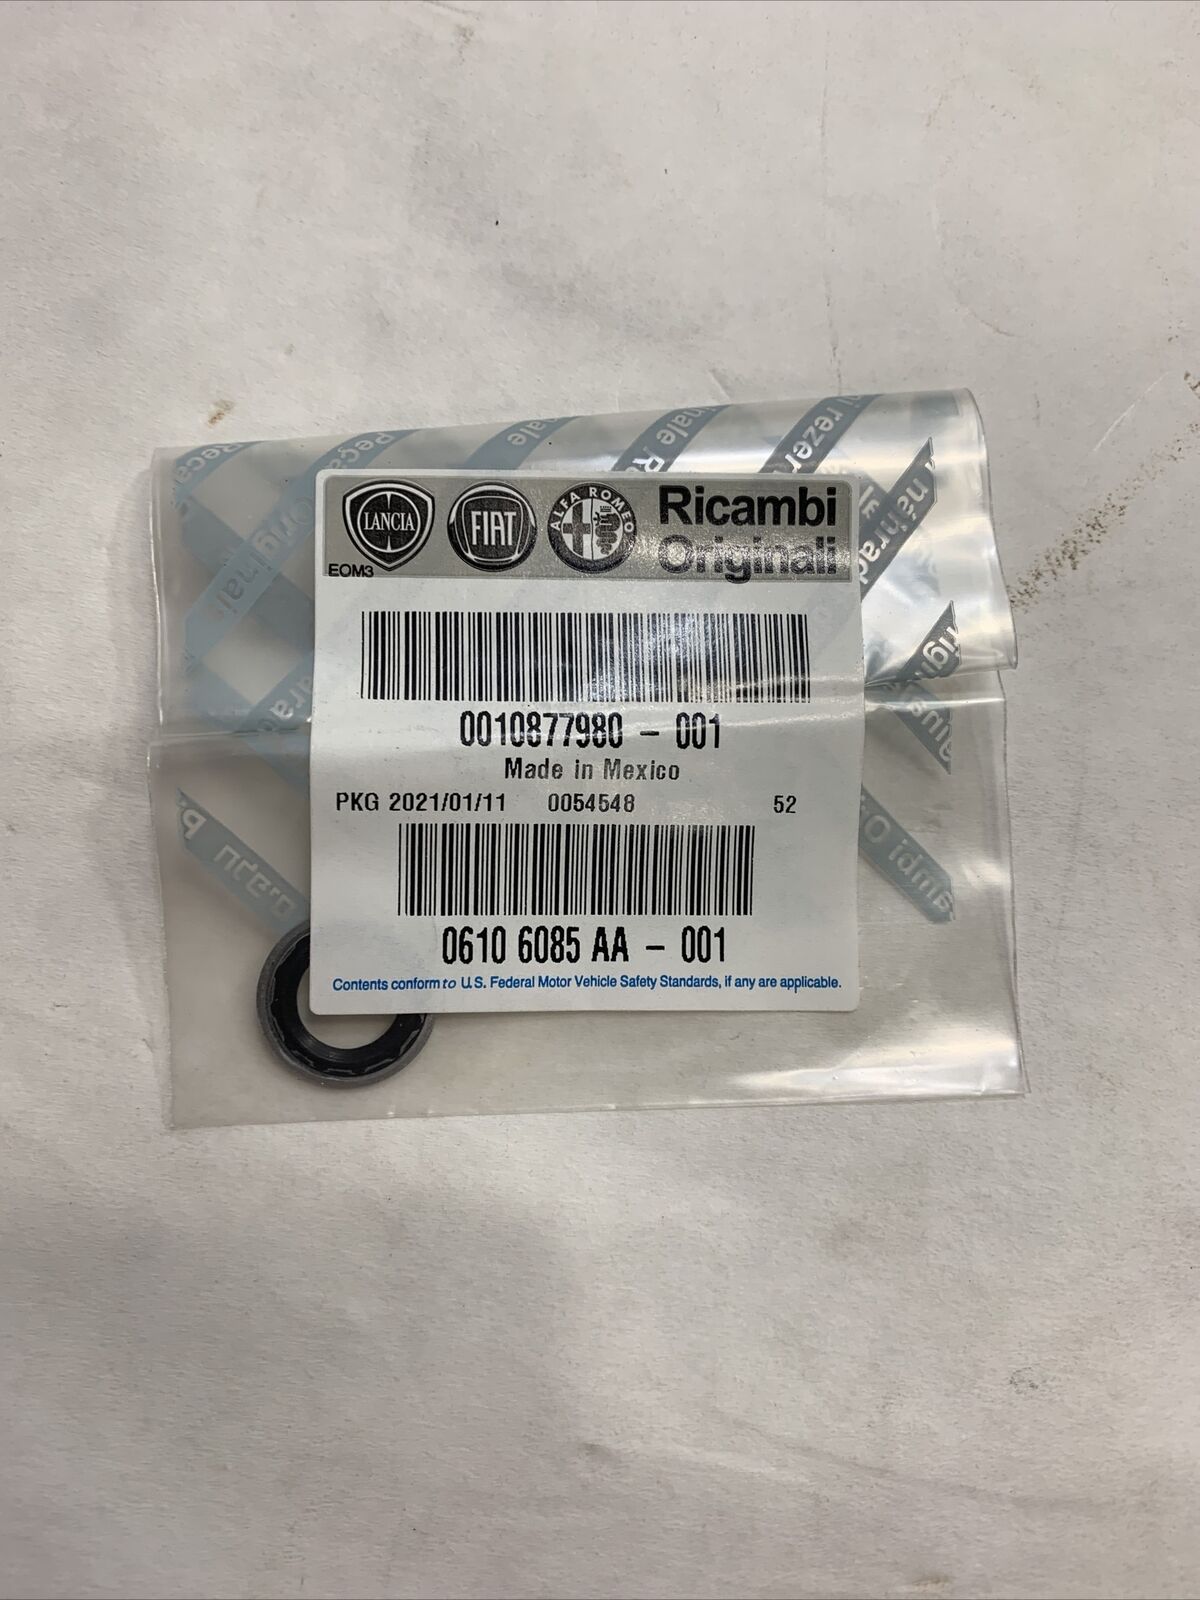 LANCIA FIAT ALFA ROMEO Ricambi
EOM3 Originali
0010877980 - 001
Made in Mexico
PKG 2021/01/11 0054548 52
0610 6085 AA - 001
Contents conform to U.S. Federal Motor Vehicle Safety Standards, if any are applicable.